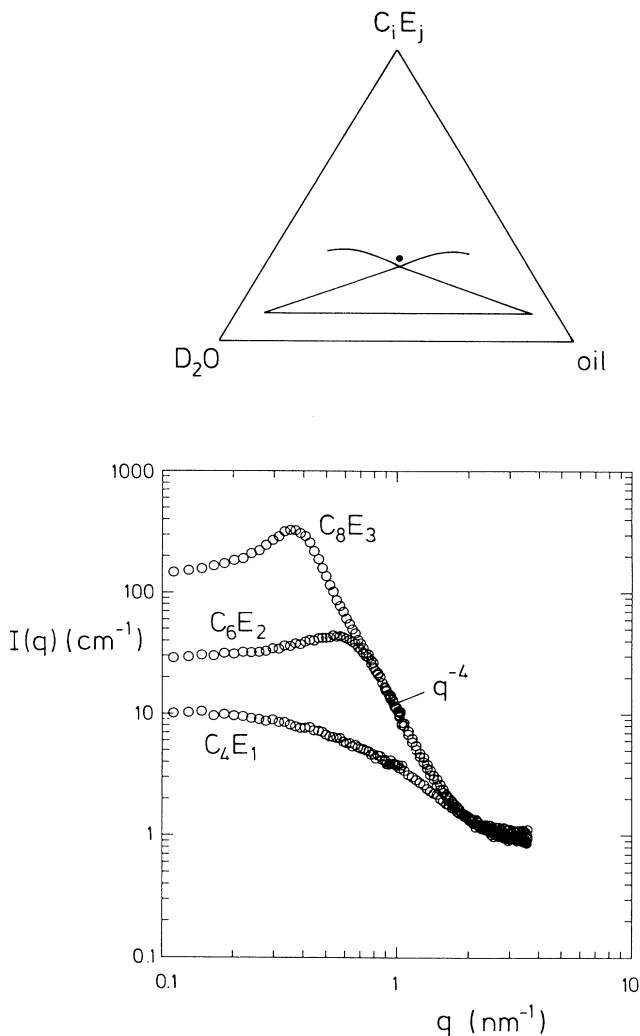 CᵢEⱼ
D₂O
oil
1000
C₈E₃
100
I(q) (cm⁻¹)
C₆E₂
q⁻⁴
10
C₄E₁
1
0.1
0.1
1
10
q (nm⁻¹)